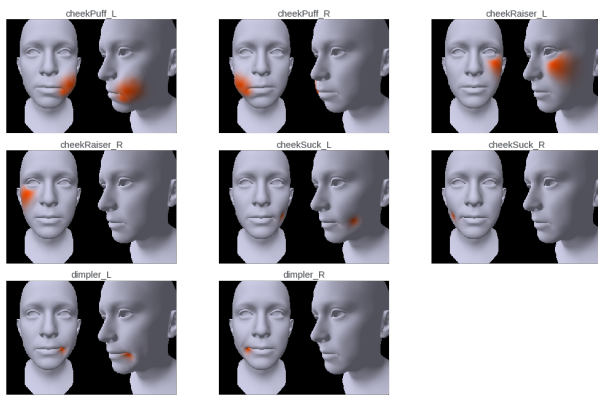 cheekPuff_L
cheekPuff_R
cheekRaiser_L
cheekRaiser_R
cheekSuck_L
cheekSuck_R
dimpler_L
dimpler_R